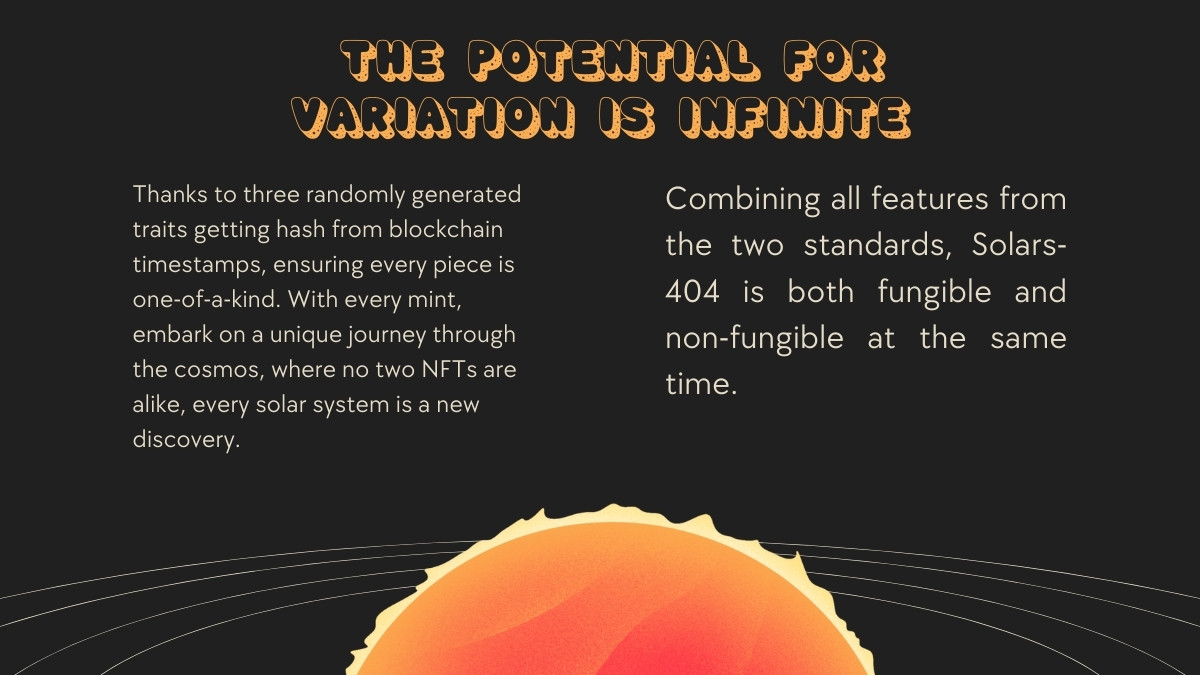 THE POTENTIAL FOR
VARIATION IS INFINITE
Thanks to three randomly generated
traits getting hash from blockchain
timestamps, ensuring every piece is
one-of-a-kind. With every mint,
embark on a unique journey through
the cosmos, where no two NFTs are
alike, every solar system is a new
discovery.
Combining all features from
the two standards, Solars-
404 is both fungible and
non-fungible at the same
time.